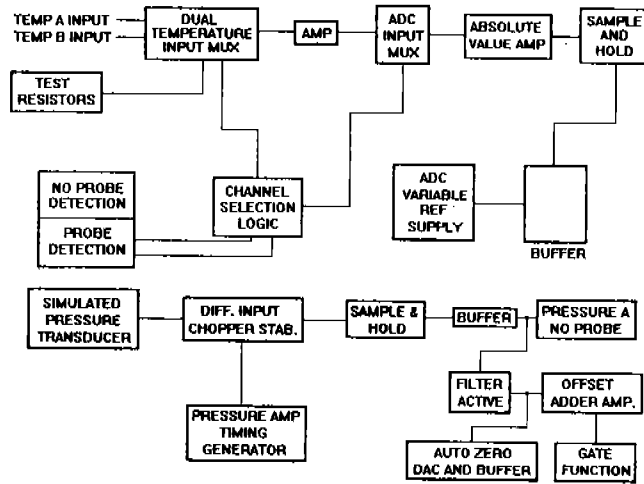 TEMP A INPUT
TEMP B INPUT
DUAL
TEMPERATURE
INPUT MUX
AMP
ADC
INPUT
MUX
ABSOLUTE
VALUE AMP
SAMPLE
AND
HOLD
TEST
RESISTORS
NO PROBE
DETECTION
PROBE
DETECTION
CHANNEL
SELECTION
LOGIC
ADC
VARIABLE
REF
SUPPLY
BUFFER
SIMULATED
PRESSURE
TRANSDUCER
DIFF. INPUT
CHOPPER STAB.
SAMPLE &
HOLD
BUFFER
PRESSURE A
NO PROBE
FILTER
ACTIVE
OFFSET
ADDER AMP.
PRESSURE AMP
TIMING
GENERATOR
AUTO ZERO
DAC AND BUFFER
GATE
FUNCTION